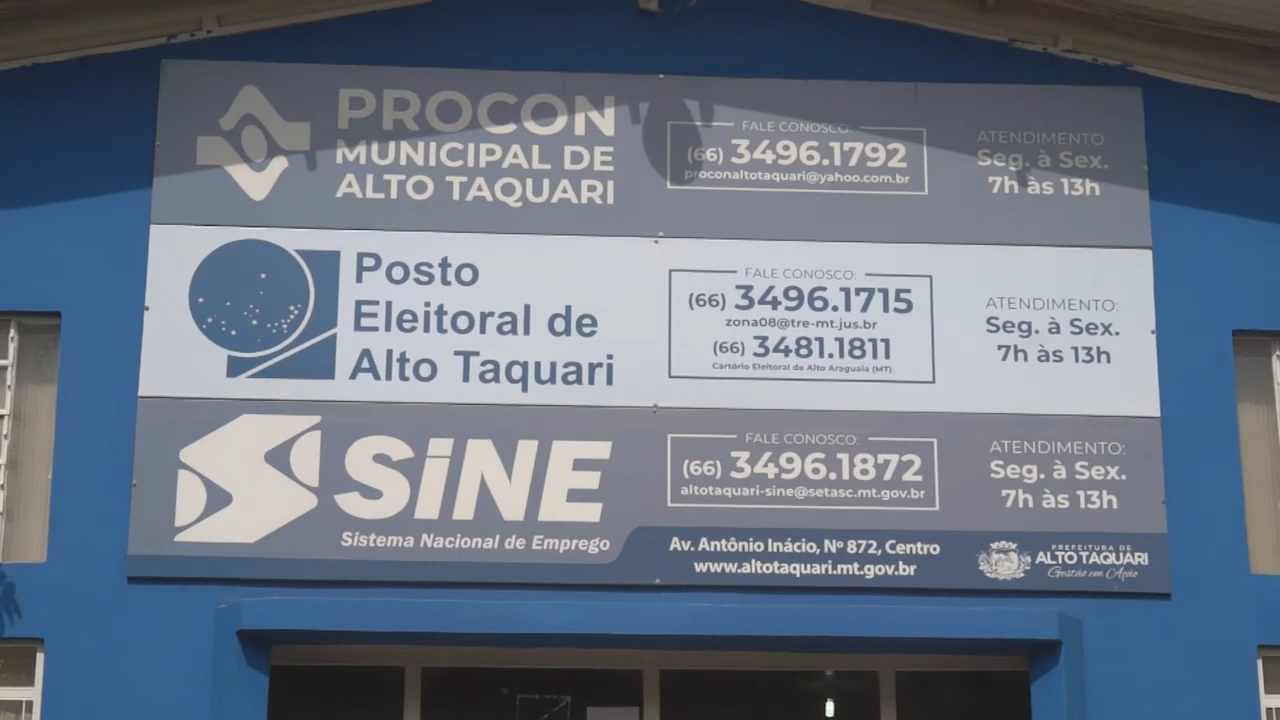 PROCON
MUNICIPAL DE
ALTO TAQUARI
FALE CONOSCO:
(66) 3496.1792
proconaltotaquari@yahoo.com.br
ATENDIMENTO
Seg. à Sex.
7h às 13h
Posto
Eleitoral de
Alto Taquari
FALE CONOSCO:
(66) 3496.1715
zona08@tre-mt.jus.br
(66) 3481.1811
Cartório Eleitoral de Alto Araguaia (MT)
ATENDIMENTO:
Seg. à Sex.
7h às 13h
SiNE
Sistema Nacional de Emprego
FALE CONOSCO:
(66) 3496.1872
altotaquari-sine@setasc.mt.gov.br
ATENDIMENTO:
Seg. à Sex.
7h às 13h
Av. Antônio Inácio, Nº 872, Centro
www.altotaquari.mt.gov.br
PREFEITURA DE
ALTO TAQUARI
Gestão em Ação